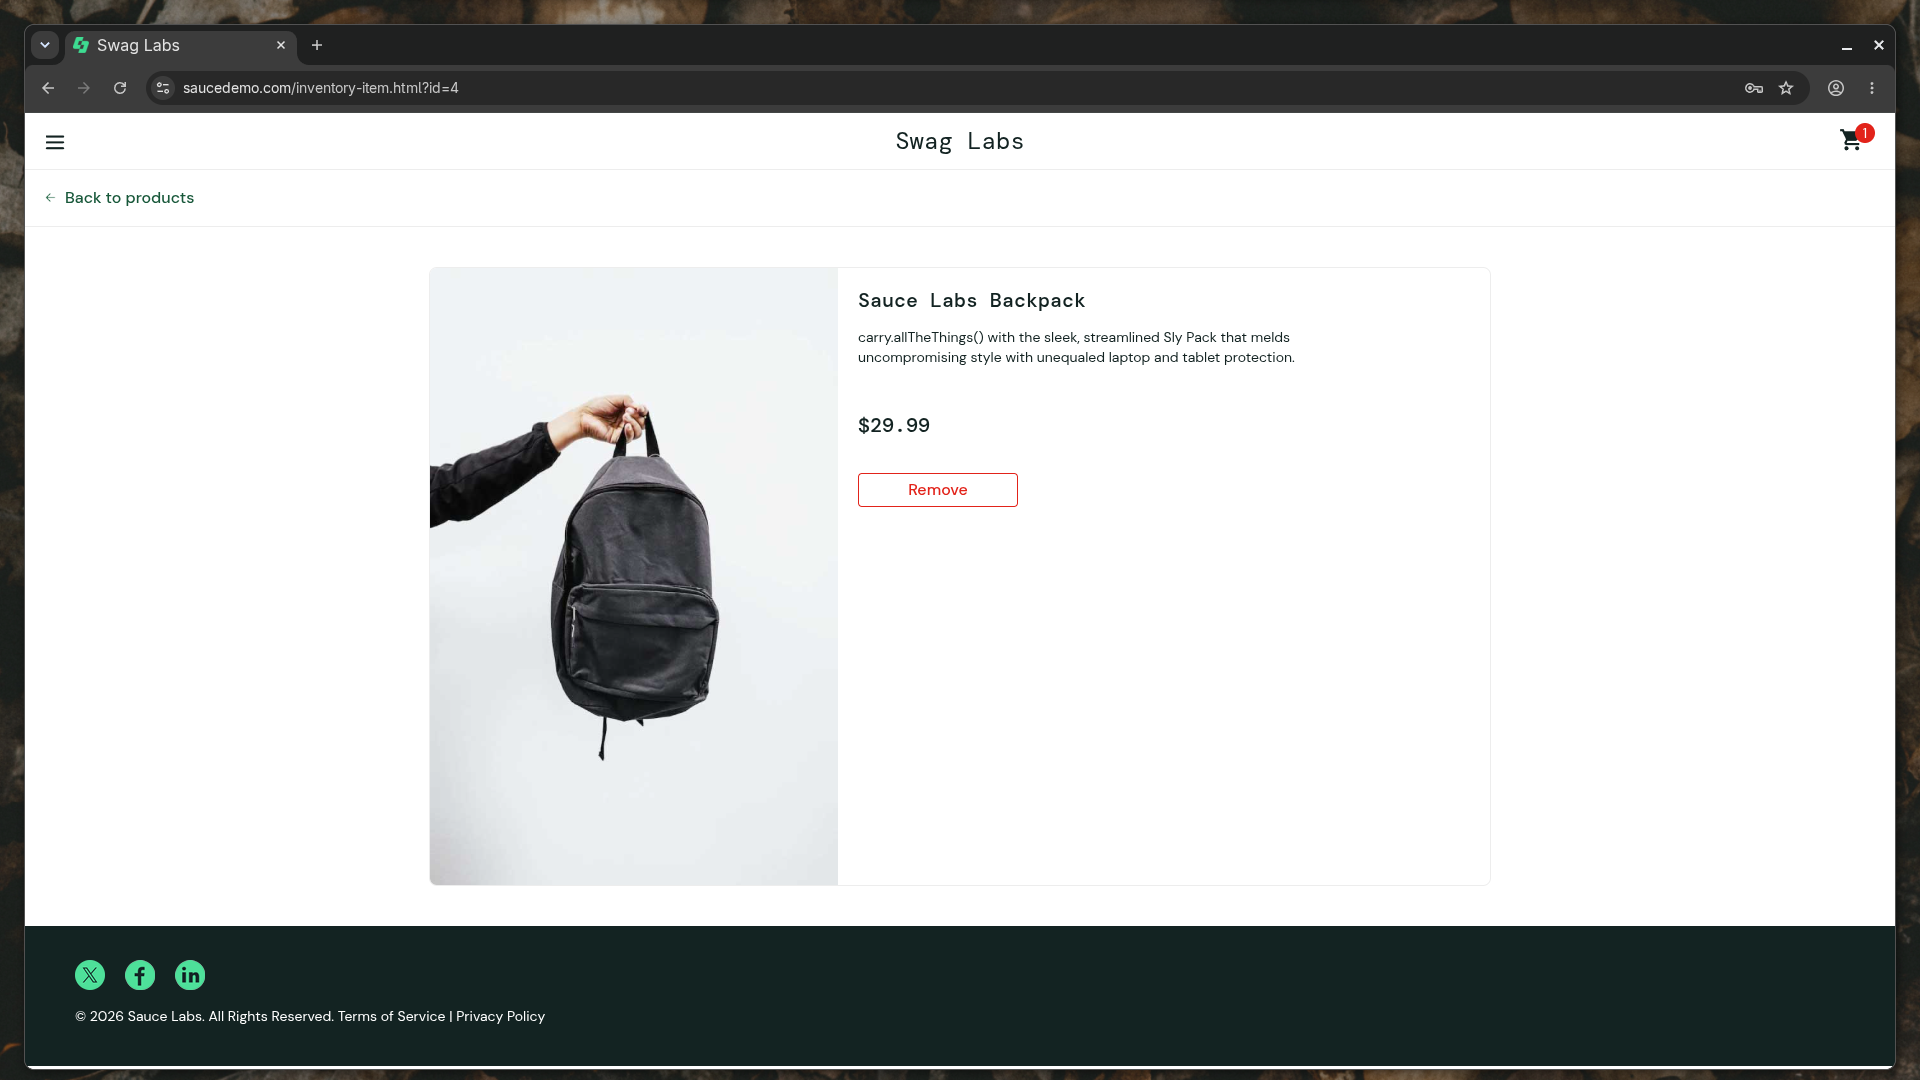 Swag Labs
saucedemo.com/inventory-item.html?id=4
Swag Labs
1
Back to products
Sauce Labs Backpack
carry.allTheThings() with the sleek, streamlined Sly Pack that melds
uncompromising style with unequaled laptop and tablet protection.
$29.99
Remove
© 2026 Sauce Labs. All Rights Reserved. Terms of Service | Privacy Policy